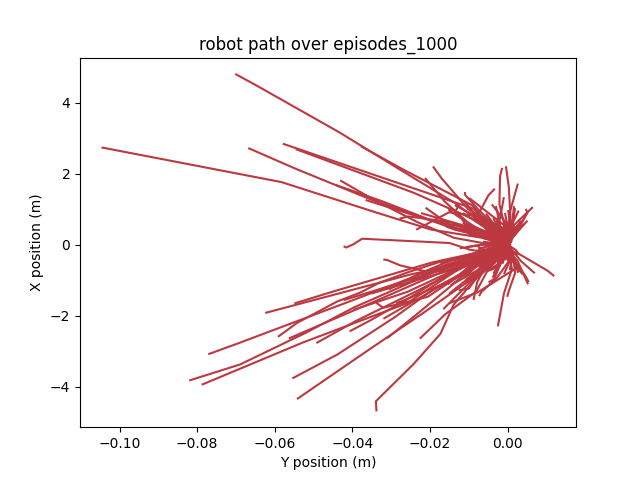 robot path over episodes_1000
X position (m)
4
2
0
−2
−4
−0.10 −0.08 −0.06 −0.04 −0.02 0.00
Y position (m)